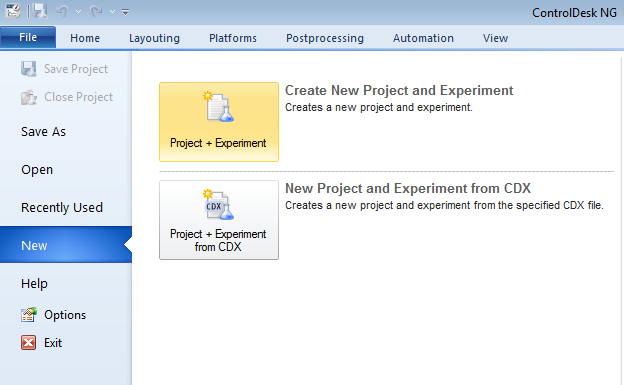 ControlDesk NG
File Home Layouting Platforms Postprocessing Automation View
Save Project
Close Project
Save As
Open
Recently Used
New
Help
Options
Exit
Project + Experiment
Create New Project and Experiment
Creates a new project and experiment.
CDX
Project + Experiment
from CDX
New Project and Experiment from CDX
Creates a new project and experiment from the specified CDX file.